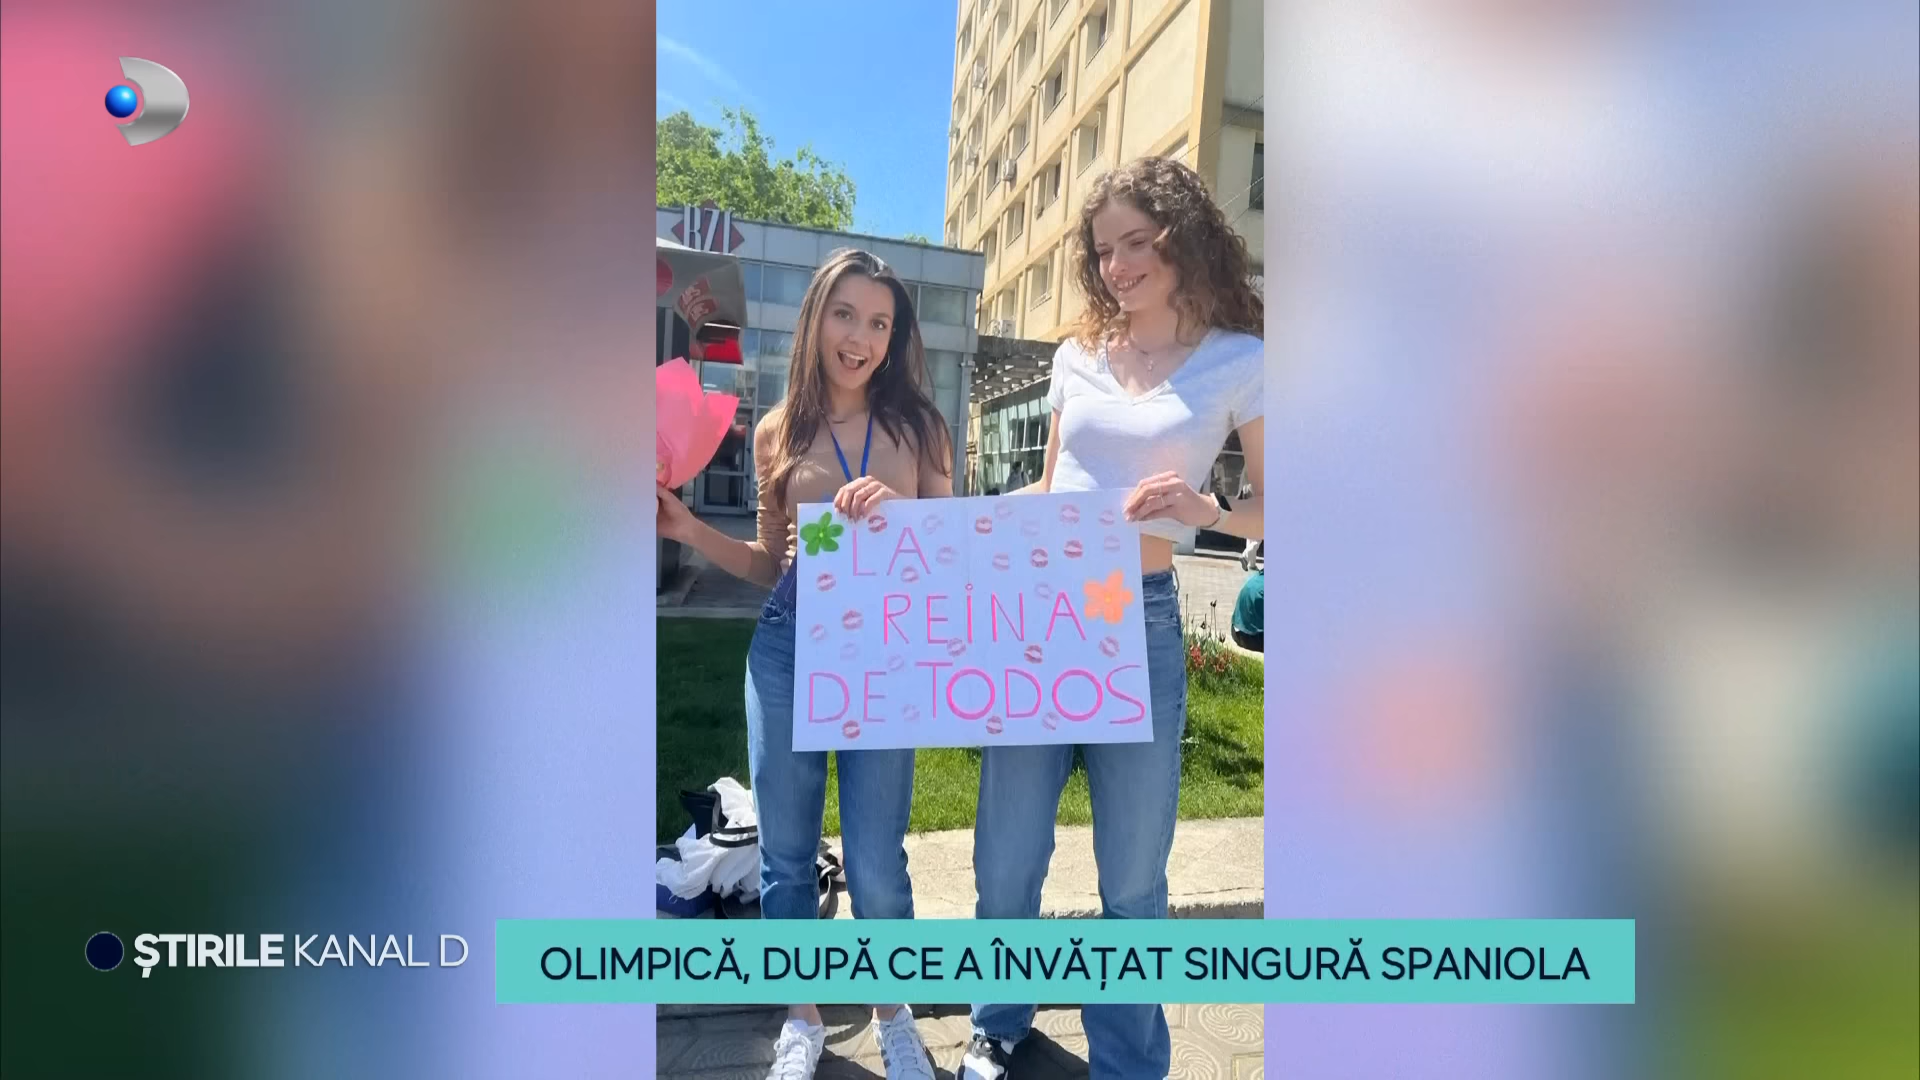 LA
REINA
DE TODOS
ȘTIRILE KANAL D
OLIMPICĂ, DUPĂ CE A ÎNVĂȚAT SINGURĂ SPANIOLA